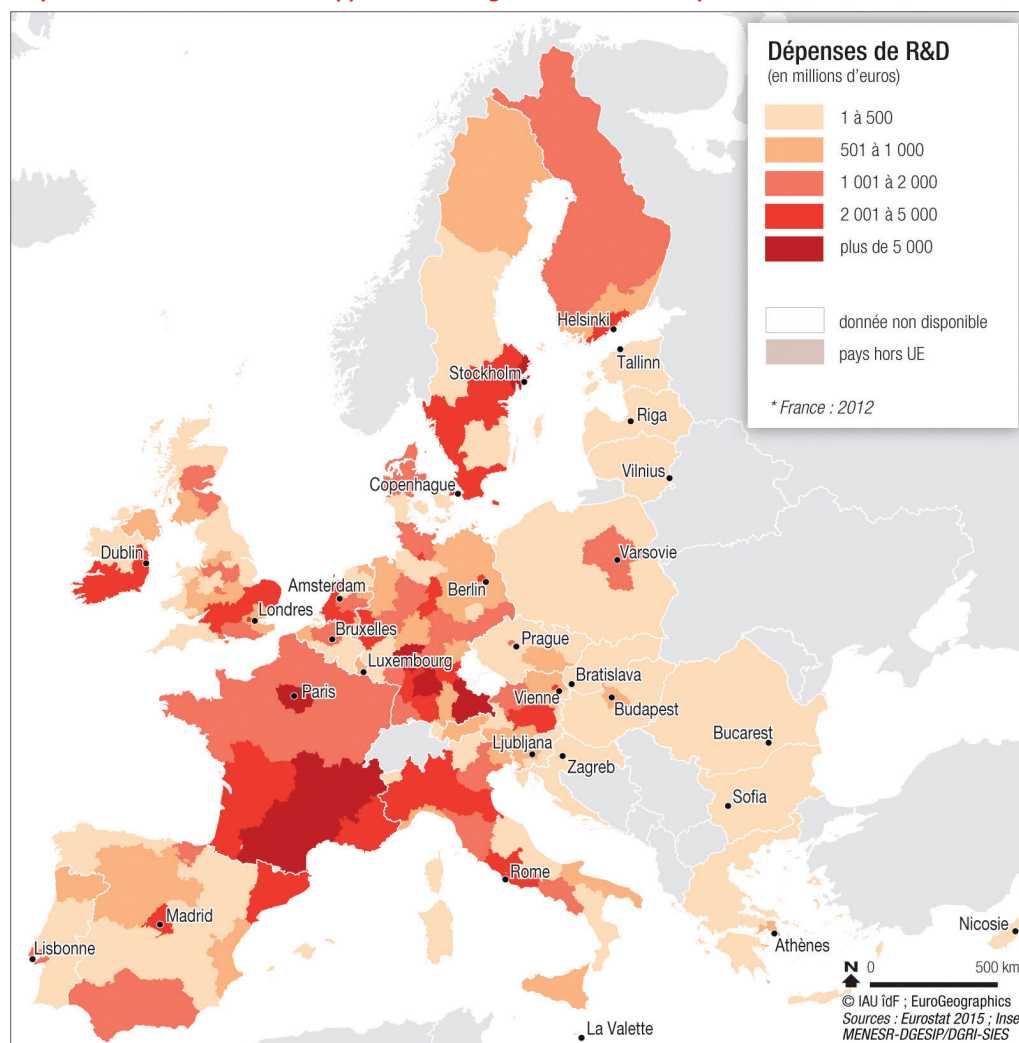 Dépenses de R&D
(en millions d'euros)
1 à 500
501 à 1 000
1 001 à 2 000
2 001 à 5 000
plus de 5 000
donnée non disponible
pays hors UE
* France : 2012
Helsinki
Tallinn
Stockholm
Riga
Vilnius
Copenhague
Dublin
Varsovie
Amsterdam
Berlin
Londres
Bruxelles
Prague
Luxembourg
Bratislava
Paris
Vienne
Budapest
Ljubljana
Bucarest
Zagreb
Sofia
Rome
Madrid
Nicosie
Lisbonne
Athènes
N 0 500 km
© IAU îdF ; EuroGeographics
Sources : Eurostat 2015 ; Inse
La Valette
MENESR-DGESIP/DGRI-SIES